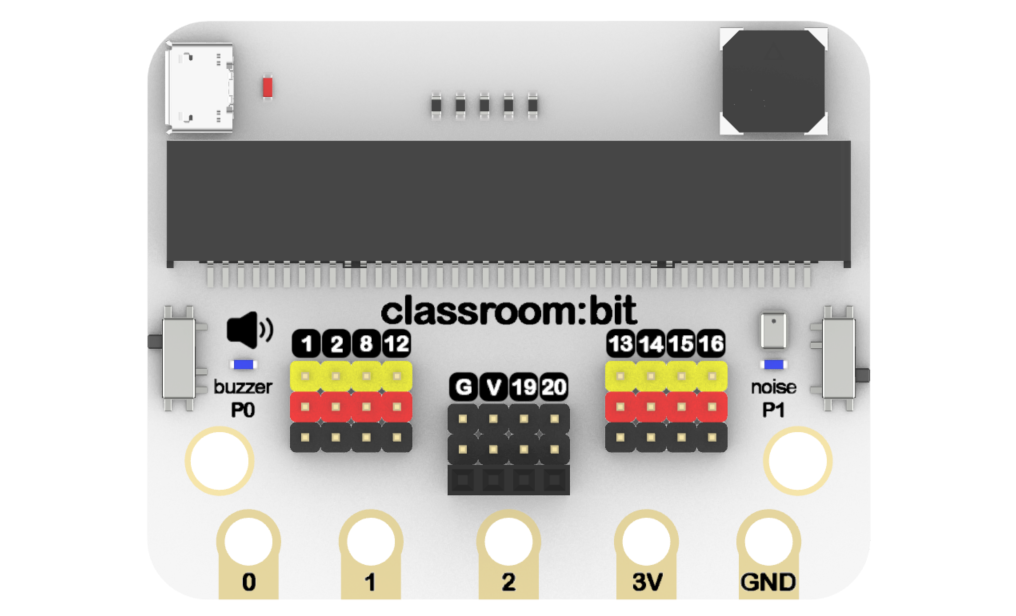 classroom:bit
1 2 8 12
13 14 15 16
buzzer
P0
G V 19 20
noise
P1
0 1 2 3V GND